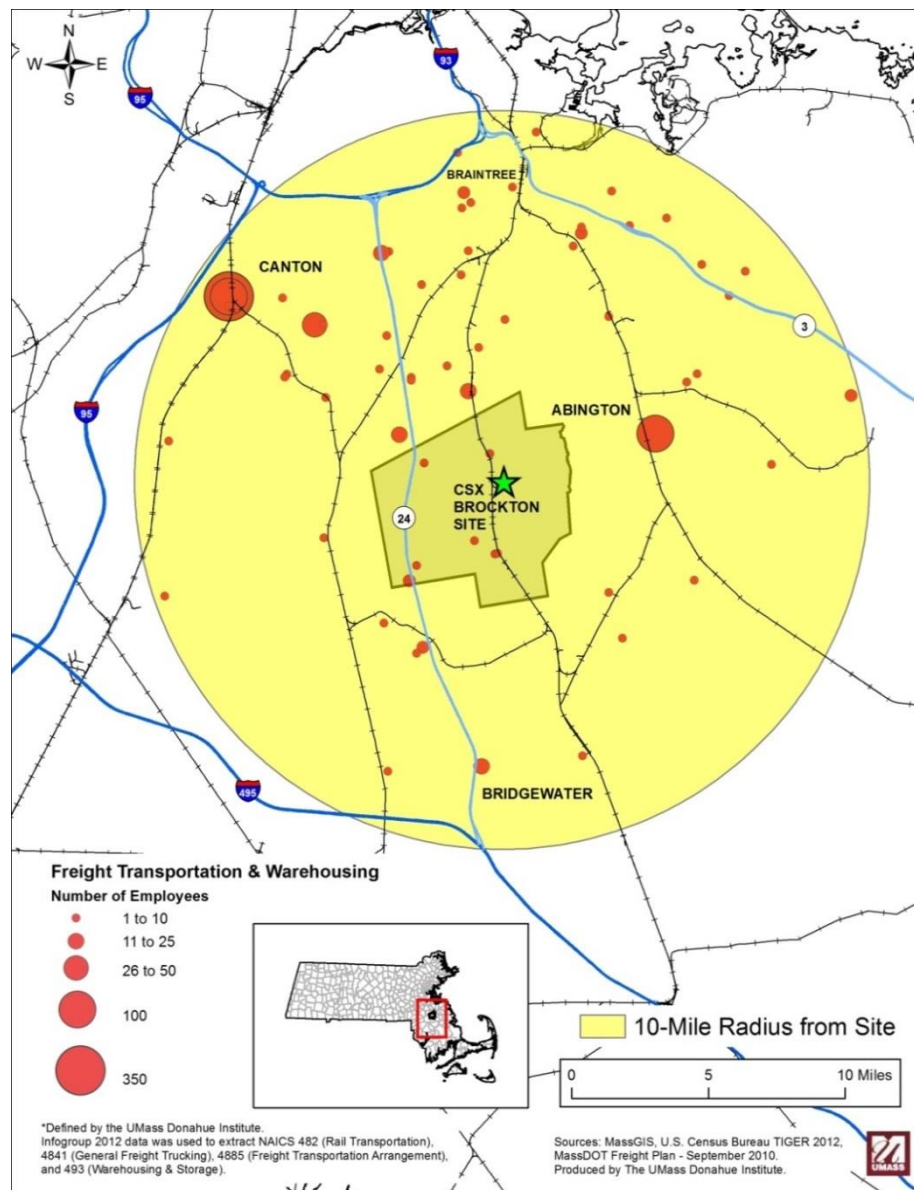 N
W E
S
93
95
BRAINTREE
CANTON
3
95
ABINGTON
CSX
BROCKTON
SITE
24
495
BRIDGEWATER
Freight Transportation & Warehousing
Number of Employees
1 to 10
11 to 25
26 to 50
100
350
10-Mile Radius from Site
0 5 10 Miles
*Defined by the UMass Donahue Institute.
Infogroup 2012 data was used to extract NAICS 482 (Rail Transportation),
4841 (General Freight Trucking), 4885 (Freight Transportation Arrangement),
and 493 (Warehousing & Storage).
Sources: MassGIS, U.S. Census Bureau TIGER 2012,
MassDOT Freight Plan - September 2010.
Produced by The UMass Donahue Institute.
UMASS